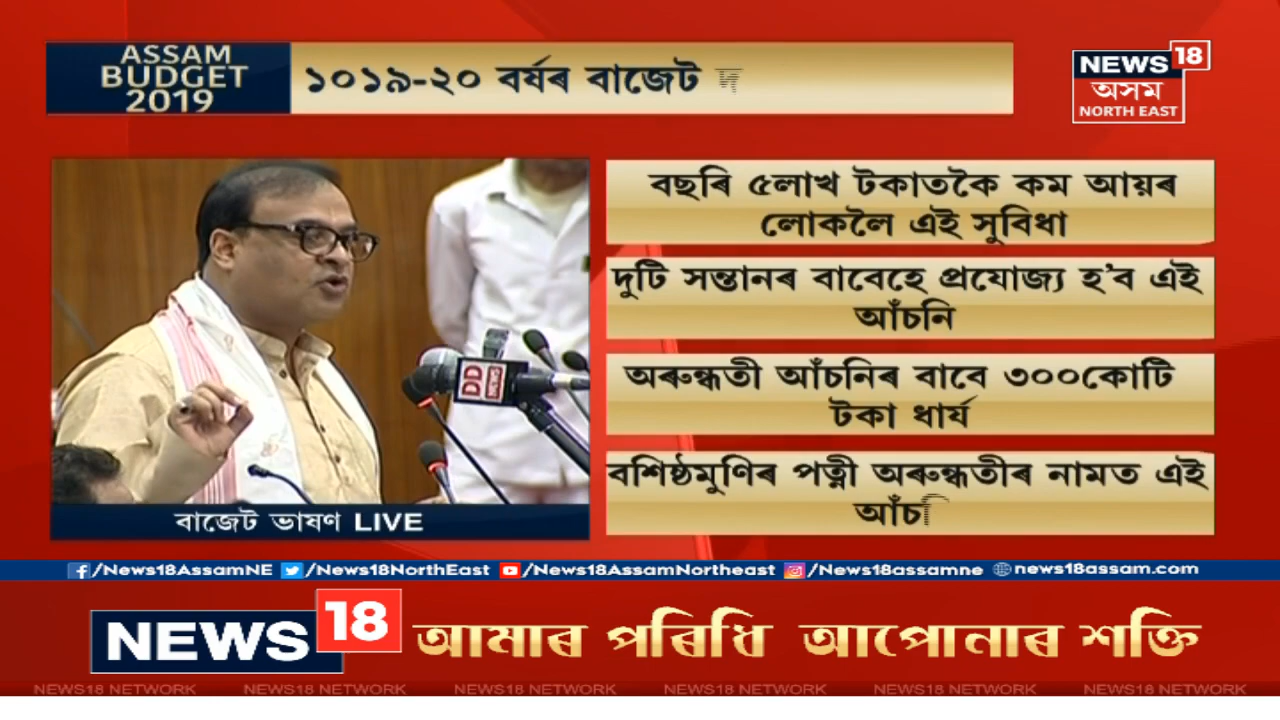 ASSAM
BUDGET
2019
১০১৯-২০ বৰ্ষৰ বাজেট
NEWS 18
অসম
NORTH EAST
বছৰি ৫লাখ টকাতকৈ কম আয়ৰ
লোকলৈ এই সুবিধা
দুটি সন্তানৰ বাবেহে প্ৰযোজ্য হ'ব এই
আঁচনি
অৰুন্ধতী আঁচনিৰ বাবে ৩০০কোটি
টকা ধাৰ্য
বশিষ্ঠমুণিৰ পত্নী অৰুন্ধতীৰ নামত এই
আঁচ
DD
NEWS
বাজেট ভাষণ LIVE
/News18AssamNE /News18NorthEast /News18AssamNortheast /News18assamne news18assam.com
NEWS 18 আমাৰ পৰিধি আপোনাৰ শক্তি
NEWS18 NETWORK NEWS18 NETWORK NEWS18 NETWORK NEWS18 NETWORK NEWS18 NETWORK NEWS18 NETWORK